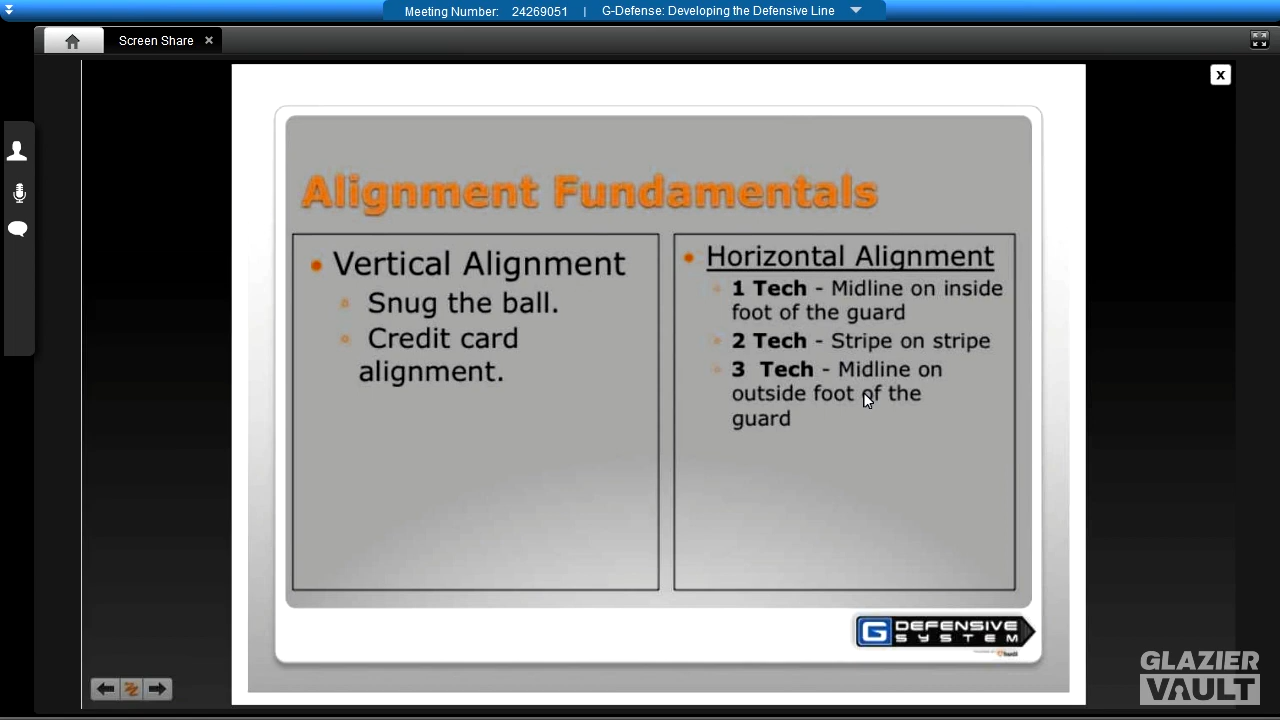 Meeting Number: 24269051 | G-Defense: Developing the Defensive Line
Screen Share
x
Alignment Fundamentals
Vertical Alignment
Snug the ball.
Credit card
alignment.
Horizontal Alignment
1 Tech - Midline on inside
foot of the guard
2 Tech - Stripe on stripe
3 Tech - Midline on
outside foot of the
guard
G DEFENSIVE
SYSTEM
GLAZIER
VAULT